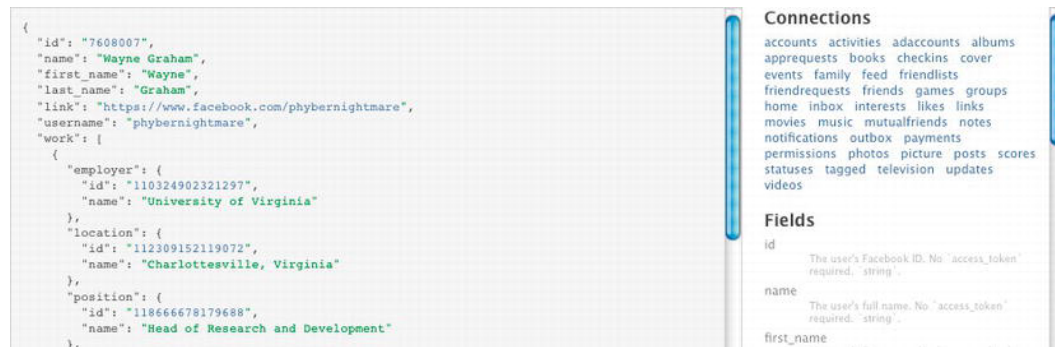 {
"id": "7608007",
"name": "Wayne Graham",
"first_name": "Wayne",
"last_name": "Graham",
"link": "https://www.facebook.com/phybernightmare",
"username": "phybernightmare",
"work": [
{
"employer": {
"id": "110324902321297",
"name": "University of Virginia"
},
"location": {
"id": "112309152119072",
"name": "Charlottesville, Virginia"
},
"position": {
"id": "118666678179688",
"name": "Head of Research and Development"
},
Connections
accounts activities adaccounts albums
apprequests books checkins cover
events family feed friendlists
friendrequests friends games groups
home inbox interests likes links
movies music mutualfriends notes
notifications outbox payments
permissions photos picture posts scores
statuses tagged television updates
videos
Fields
id
The user's Facebook ID. No `access_token`
required. `string`.
name
The user's full name. No `access_token`
required. `string`.
first_name